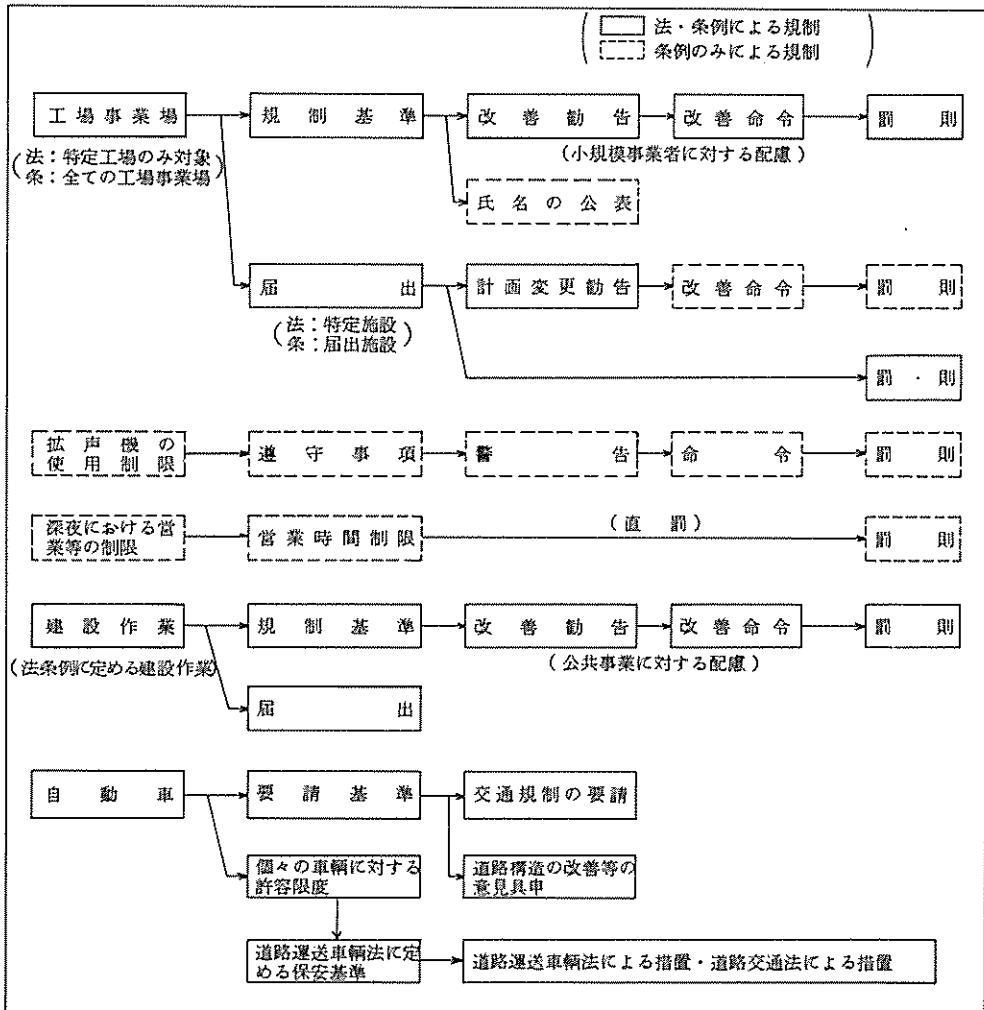 法・条例による規制
条例のみによる規制
工場事業場
規制基準
改善勧告
改善命令
罰則
(法:特定工場のみ対象
条:全ての工場事業場)
(小規模事業者に対する配慮)
氏名の公表
届出
計画変更勧告
改善命令
罰則
(法:特定施設
条:届出施設)
罰・則
拡声機の
使用制限
遵守事項
警告
命令
罰則
深夜における営
業等の制限
営業時間制限
(直罰)
罰則
建設作業
規制基準
改善勧告
改善命令
罰則
(法条例に定める建設作業)
(公共事業に対する配慮)
届出
自動車
要請基準
交通規制の要請
個々の車輌に対する
許容限度
道路構造の改善等の
意見具申
道路運送車輌法に定
める保安基準
道路運送車輌法による措置・道路交通法による措置